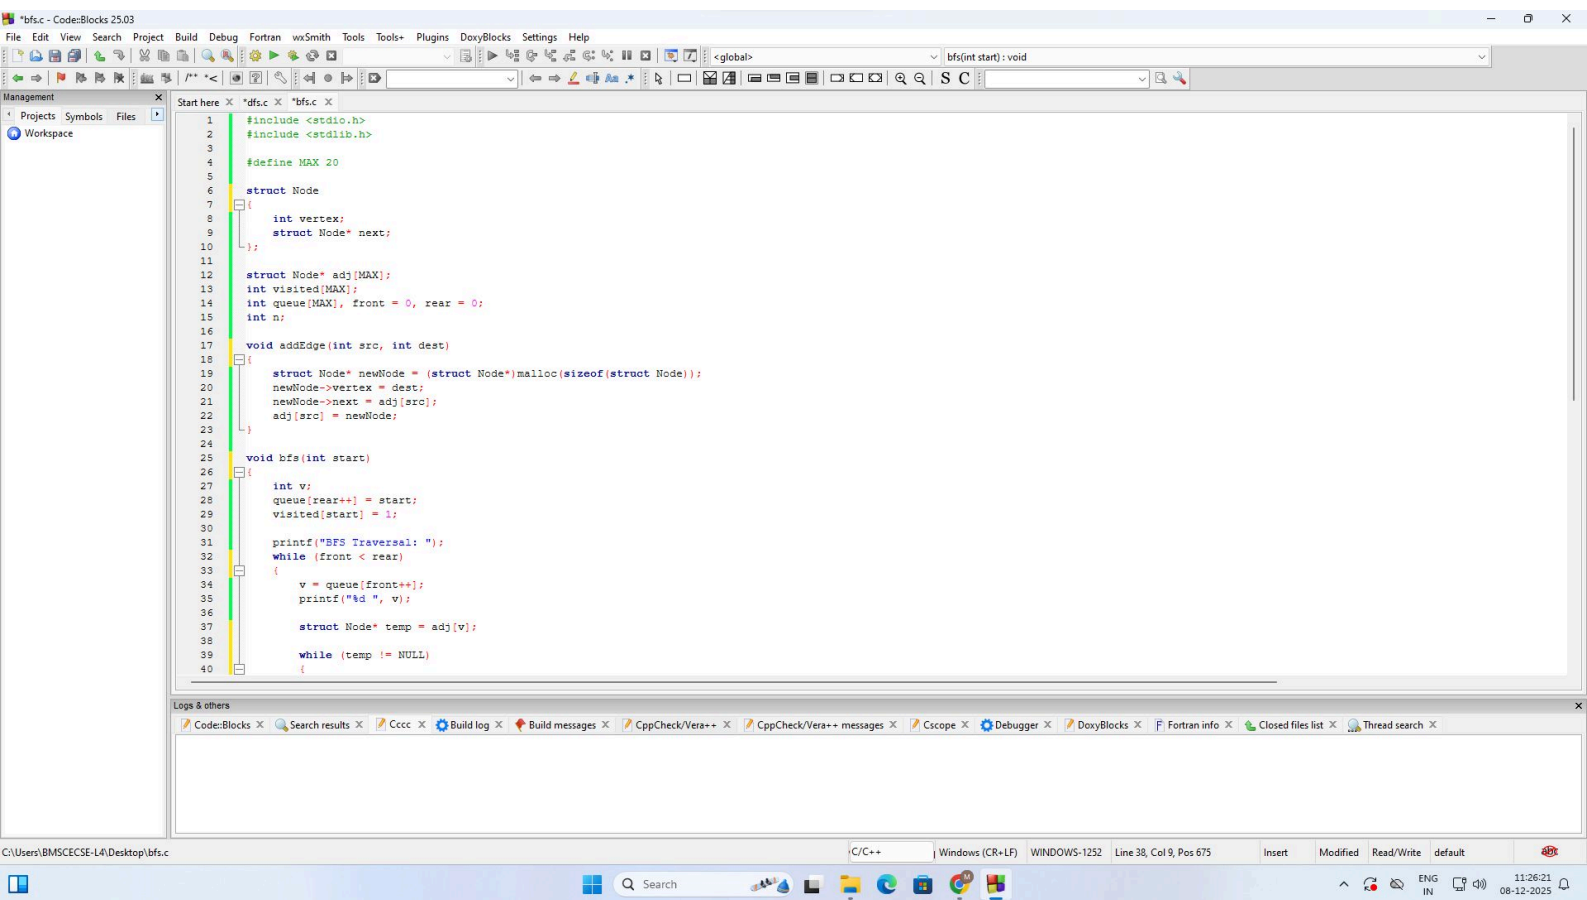 *bfs.c - Code::Blocks 25.03
File Edit View Search Project Build Debug Fortran wxSmith Tools Tools+ Plugins DoxyBlocks Settings Help
<global>
bfs(int start) : void
/** *<
Aa .*
S C
Management
Projects Symbols Files
Workspace
Start here *dfs.c *bfs.c
1 #include <stdio.h>
2 #include <stdlib.h>
3
4 #define MAX 20
5
6 struct Node
7 {
8 int vertex;
9 struct Node* next;
10 };
11
12 struct Node* adj[MAX];
13 int visited[MAX];
14 int queue[MAX], front = 0, rear = 0;
15 int n;
16
17 void addEdge(int src, int dest)
18 {
19 struct Node* newNode = (struct Node*)malloc(sizeof(struct Node));
20 newNode->vertex = dest;
21 newNode->next = adj[src];
22 adj[src] = newNode;
23 }
24
25 void bfs(int start)
26 {
27 int v;
28 queue[rear++] = start;
29 visited[start] = 1;
30
31 printf("BFS Traversal: ");
32 while (front < rear)
33 {
34 v = queue[front++];
35 printf("%d ", v);
36
37 struct Node* temp = adj[v];
38
39 while (temp != NULL)
40 {
Logs & others
Code::Blocks Search results Cccc Build log Build messages CppCheck/Vera++ CppCheck/Vera++ messages Cscope Debugger DoxyBlocks Fortran info Closed files list Thread search
C:\Users\BMSCECSE-L4\Desktop\bfs.c C/C++ Windows (CR+LF) WINDOWS-1252 Line 38, Col 9, Pos 675 Insert Modified Read/Write default abc
Search
ENG
IN
11:26:21
08-12-2025